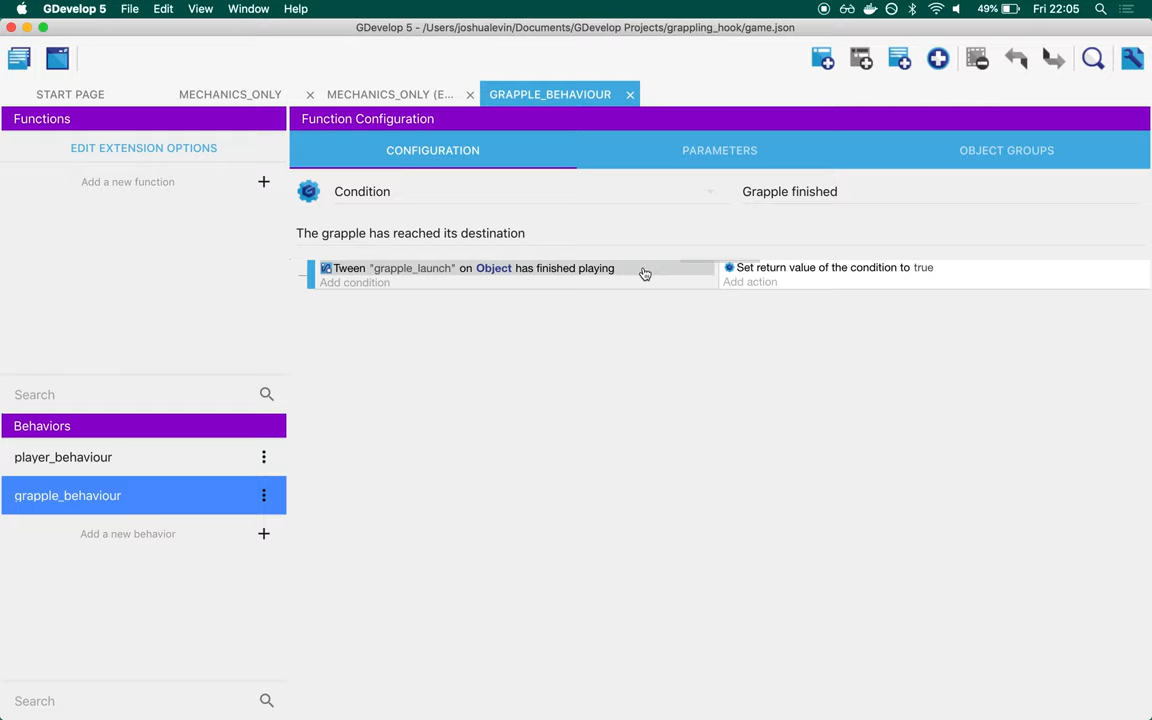 GDevelop 5 File Edit View Window Help 49% Fri 22:05
GDevelop 5 - /Users/joshualevin/Documents/GDevelop Projects/grappling_hook/game.json
START PAGE MECHANICS_ONLY MECHANICS_ONLY (E... GRAPPLE_BEHAVIOUR
Functions
EDIT EXTENSION OPTIONS
Add a new function
Search
Behaviors
player_behaviour
grapple_behaviour
Add a new behavior
Search
Function Configuration
CONFIGURATION PARAMETERS OBJECT GROUPS
Condition Grapple finished
The grapple has reached its destination
Tween "grapple_launch" on Object has finished playing Set return value of the condition to true
Add condition Add action